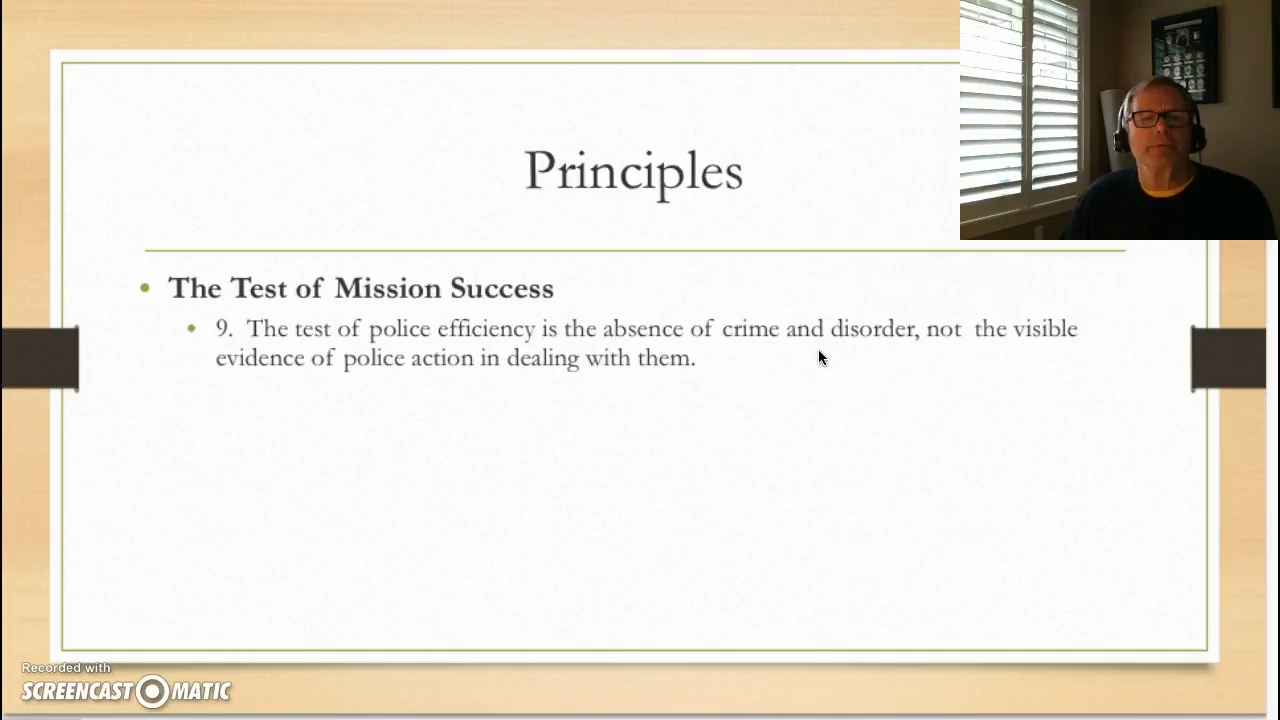 Principles
• The Test of Mission Success
• 9. The test of police efficiency is the absence of crime and disorder, not the visible
evidence of police action in dealing with them.
Recorded with
SCREENCAST MATIC